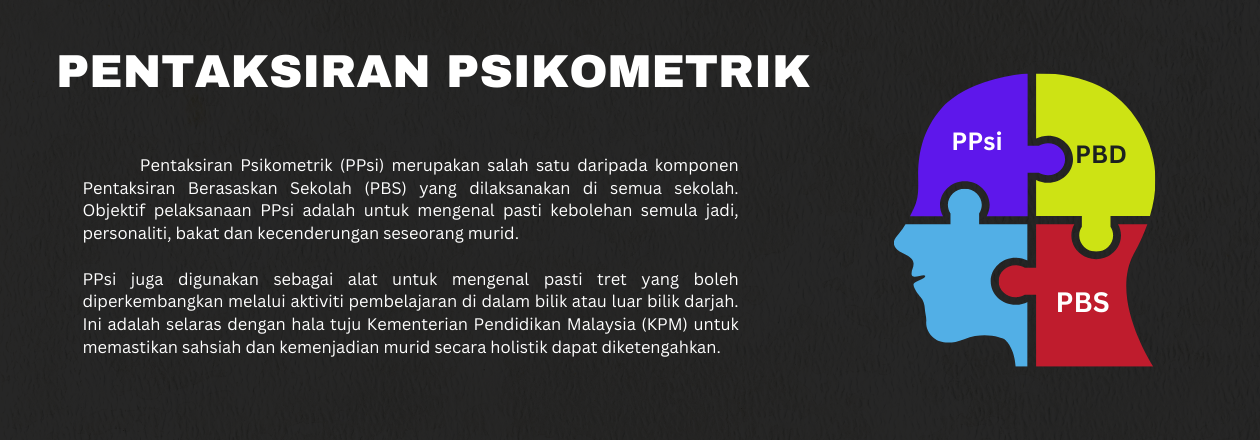 PENTAKSIRAN PSIKOMETRIK
Pentaksiran Psikometrik (PPsi) merupakan salah satu daripada komponen
Pentaksiran Berasaskan Sekolah (PBS) yang dilaksanakan di semua sekolah.
Objektif pelaksanaan PPsi adalah untuk mengenal pasti kebolehan semula jadi,
personaliti, bakat dan kecenderungan seseorang murid.
PPsi juga digunakan sebagai alat untuk mengenal pasti tret yang boleh
diperkembangkan melalui aktiviti pembelajaran di dalam bilik atau luar bilik darjah.
Ini adalah selaras dengan hala tuju Kementerian Pendidikan Malaysia (KPM) untuk
memastikan sahsiah dan kemenjadian murid secara holistik dapat diketengahkan.
PPsi
PBD
PBS